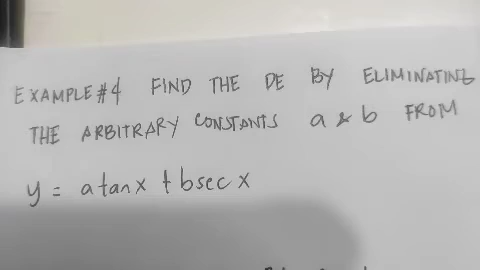 EXAMPLE #4 FIND THE DE BY ELIMINATING
THE ARBITRARY CONSTANTS a & b FROM
y = a tan x + b sec x